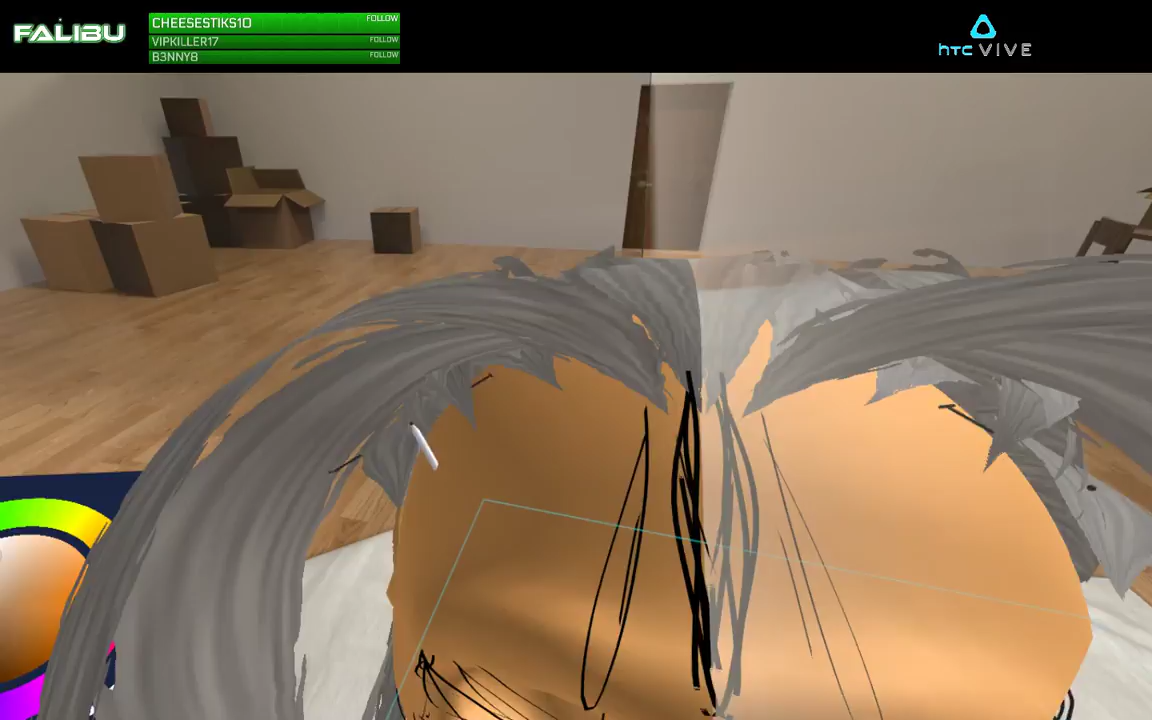 FALIBU
CHEESESTIKS10 FOLLOW
VIPKILLER17 FOLLOW
B3NNY8 FOLLOW
htc VIVE